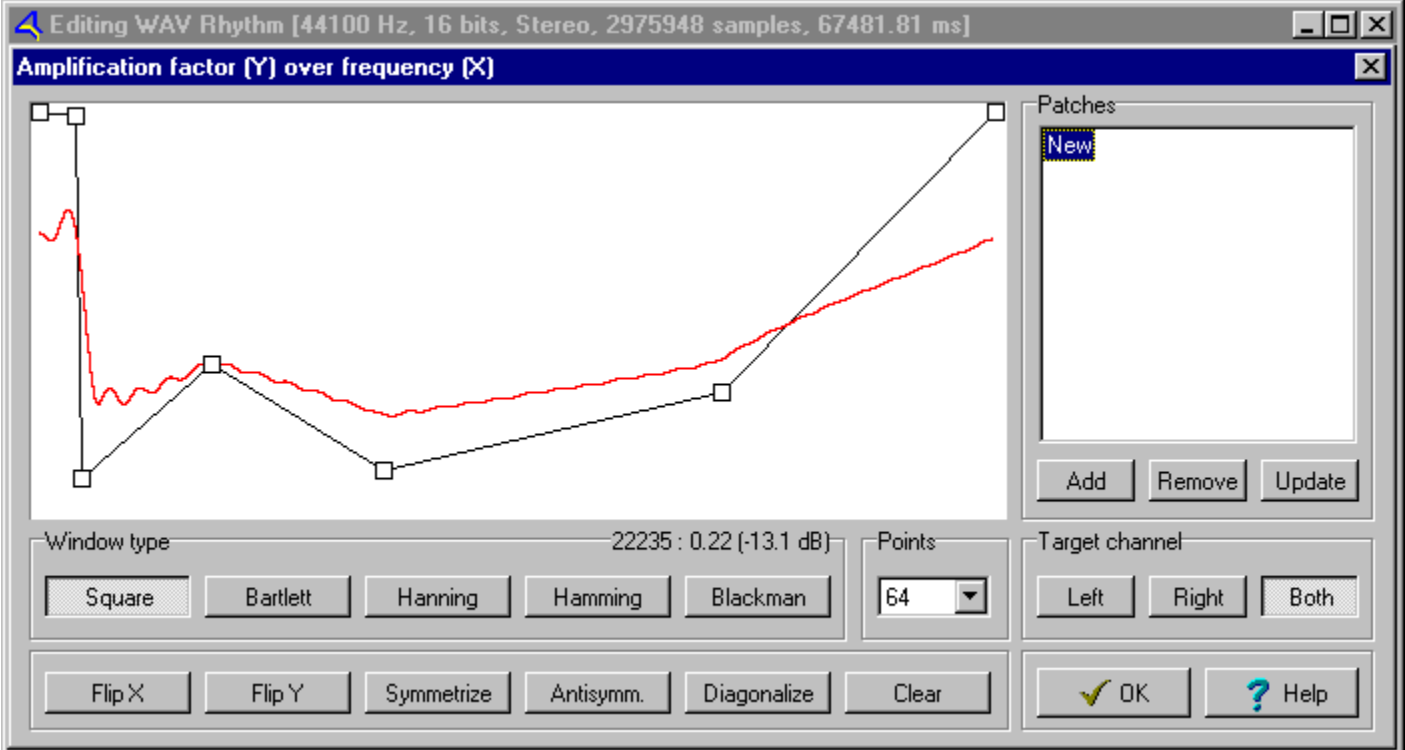 Editing WAV Rhythm [44100 Hz, 16 bits, Stereo, 2975948 samples, 67481.81 ms]
Amplification factor (Y) over frequency (X)
Patches
New
Add Remove Update
Window type 22235 : 0.22 (-13.1 dB) Points Target channel
Square Bartlett Hanning Hamming Blackman 64 Left Right Both
Flip X Flip Y Symmetrize Antisymm. Diagonalize Clear OK Help